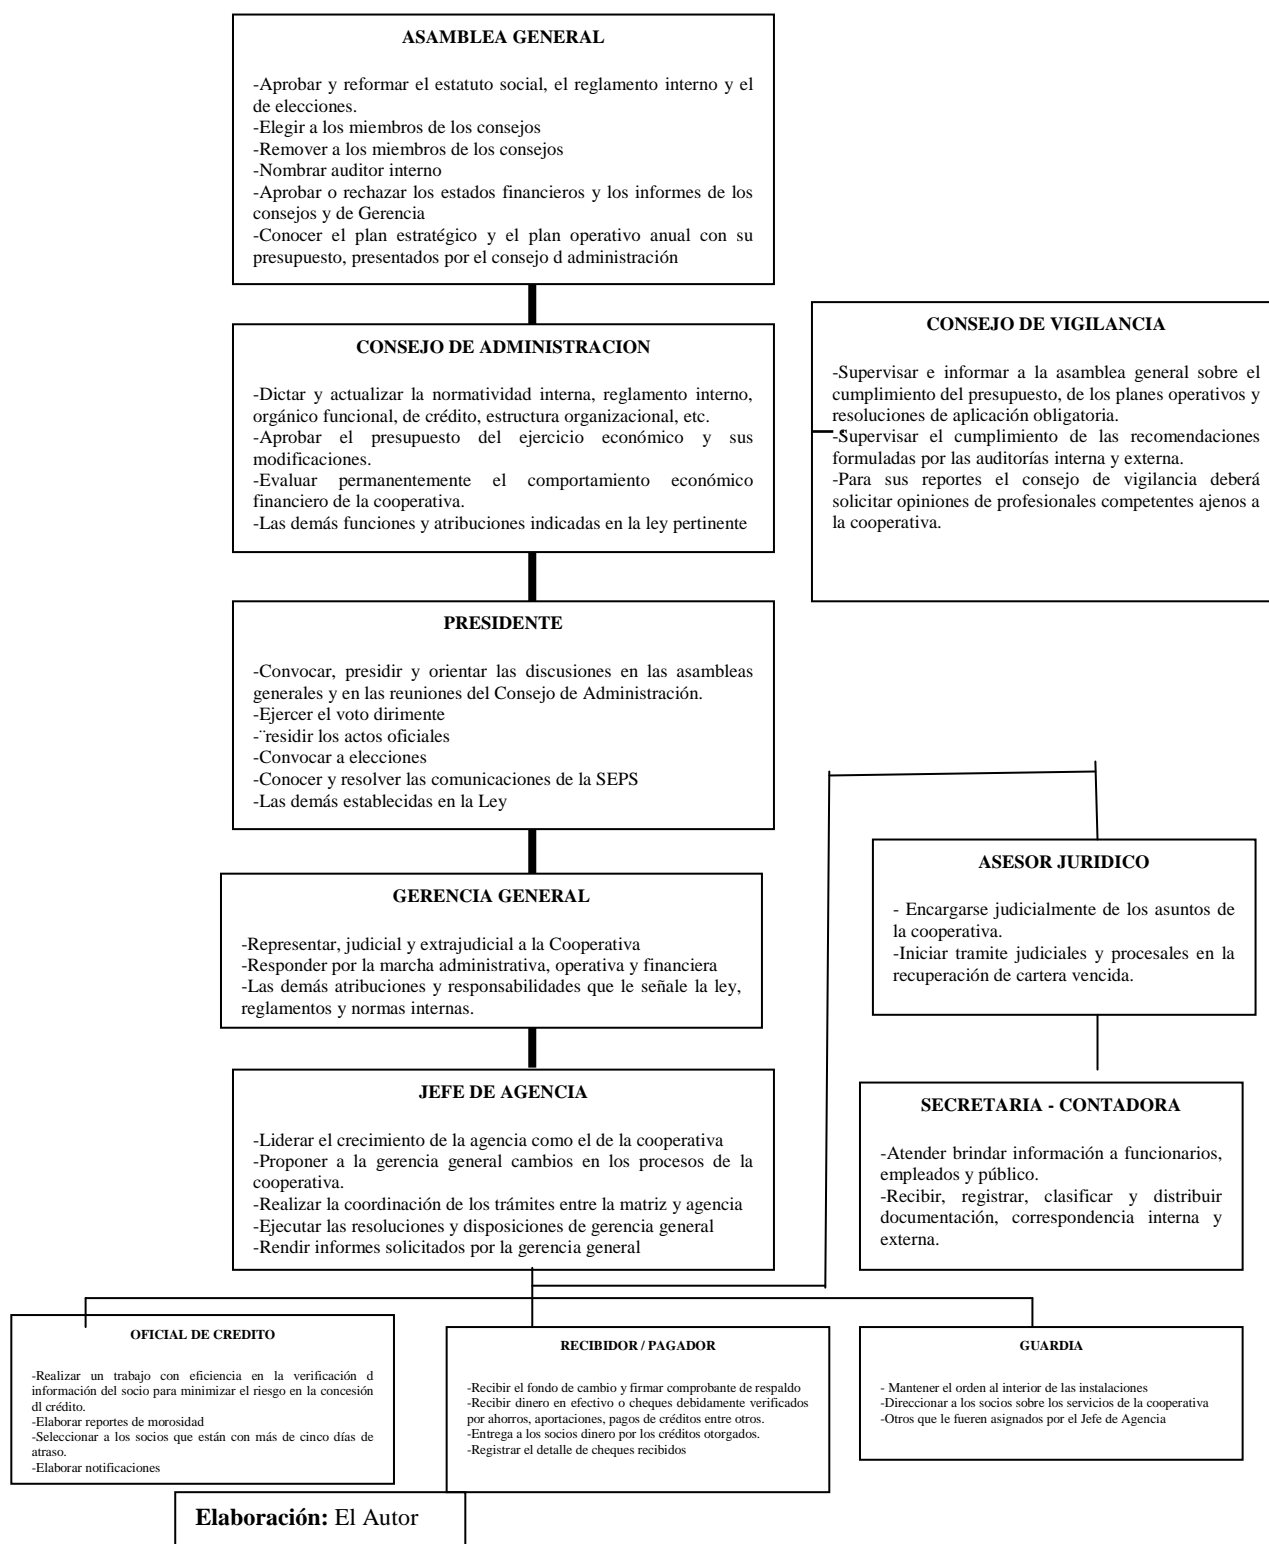 ASAMBLEA GENERAL
-Aprobar y reformar el estatuto social, el reglamento interno y el
de elecciones.
-Elegir a los miembros de los consejos
-Remover a los miembros de los consejos
-Nombrar auditor interno
-Aprobar o rechazar los estados financieros y los informes de los
consejos y de Gerencia
-Conocer el plan estratégico y el plan operativo anual con su
presupuesto, presentados por el consejo d administración
CONSEJO DE ADMINISTRACION
-Dictar y actualizar la normatividad interna, reglamento interno,
orgánico funcional, de crédito, estructura organizacional, etc.
-Aprobar el presupuesto del ejercicio económico y sus
modificaciones.
-Evaluar permanentemente el comportamiento económico
financiero de la cooperativa.
-Las demás funciones y atribuciones indicadas en la ley pertinente
CONSEJO DE VIGILANCIA
-Supervisar e informar a la asamblea general sobre el
cumplimiento del presupuesto, de los planes operativos y
resoluciones de aplicación obligatoria.
-Supervisar el cumplimiento de las recomendaciones
formuladas por las auditorías interna y externa.
-Para sus reportes el consejo de vigilancia deberá
solicitar opiniones de profesionales competentes ajenos a
la cooperativa.
PRESIDENTE
-Convocar, presidir y orientar las discusiones en las asambleas
generales y en las reuniones del Consejo de Administración.
-Ejercer el voto dirimente
-¨residir los actos oficiales
-Convocar a elecciones
-Conocer y resolver las comunicaciones de la SEPS
-Las demás establecidas en la Ley
GERENCIA GENERAL
-Representar, judicial y extrajudicial a la Cooperativa
-Responder por la marcha administrativa, operativa y financiera
-Las demás atribuciones y responsabilidades que le señale la ley,
reglamentos y normas internas.
ASESOR JURIDICO
- Encargarse judicialmente de los asuntos de
la cooperativa.
-Iniciar tramite judiciales y procesales en la
recuperación de cartera vencida.
JEFE DE AGENCIA
-Liderar el crecimiento de la agencia como el de la cooperativa
-Proponer a la gerencia general cambios en los procesos de la
cooperativa.
-Realizar la coordinación de los trámites entre la matriz y agencia
-Ejecutar las resoluciones y disposiciones de gerencia general
-Rendir informes solicitados por la gerencia general
SECRETARIA - CONTADORA
-Atender brindar información a funcionarios,
empleados y público.
-Recibir, registrar, clasificar y distribuir
documentación, correspondencia interna y
externa.
OFICIAL DE CREDITO
-Realizar un trabajo con eficiencia en la verificación d
información del socio para minimizar el riesgo en la concesión
dl crédito.
-Elaborar reportes de morosidad
-Seleccionar a los socios que están con más de cinco días de
atraso.
-Elaborar notificaciones
RECIBIDOR / PAGADOR
-Recibir el fondo de cambio y firmar comprobante de respaldo
-Recibir dinero en efectivo o cheques debidamente verificados
por ahorros, aportaciones, pagos de créditos entre otros.
-Entrega a los socios dinero por los créditos otorgados.
-Registrar el detalle de cheques recibidos
GUARDIA
- Mantener el orden al interior de las instalaciones
-Direccionar a los socios sobre los servicios de la cooperativa
-Otros que le fueren asignados por el Jefe de Agencia
Elaboración: El Autor